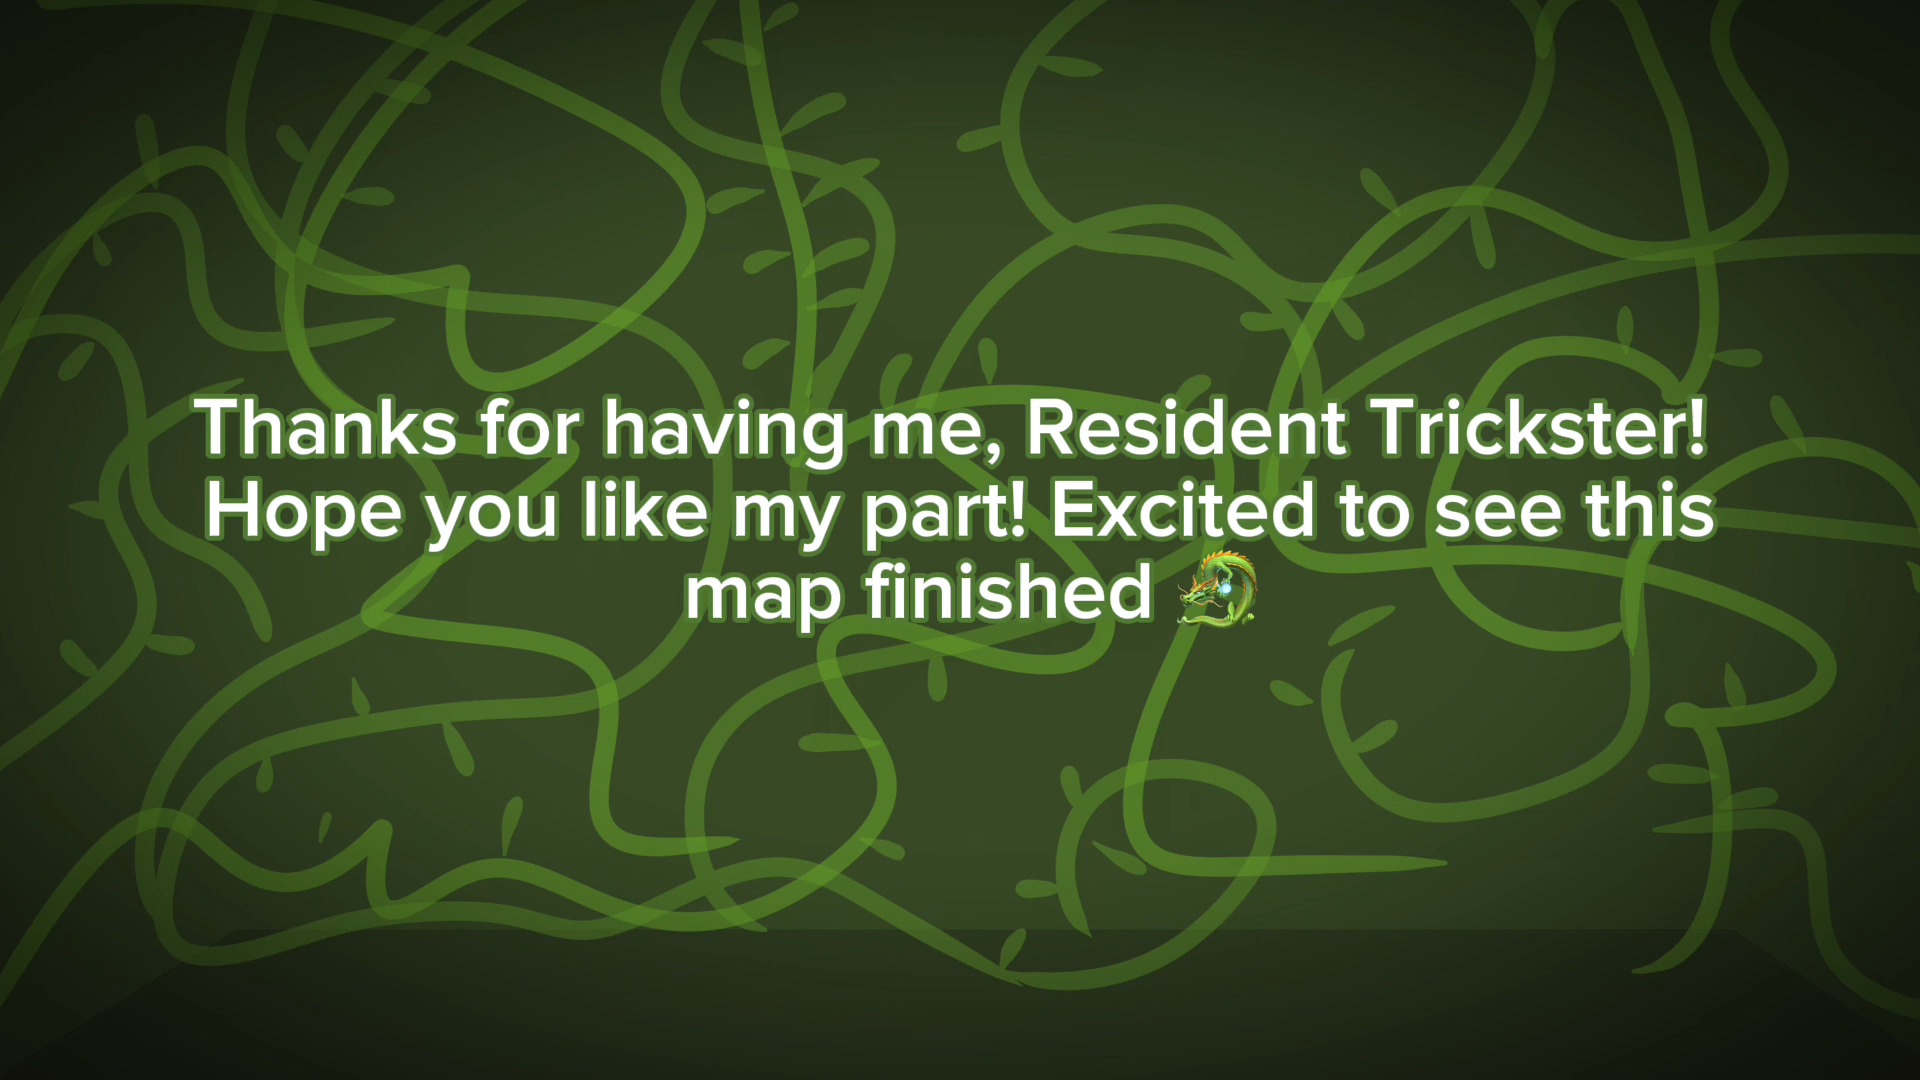 Thanks for having me, Resident Trickster!
Hope you like my part! Excited to see this
map finished 🐉